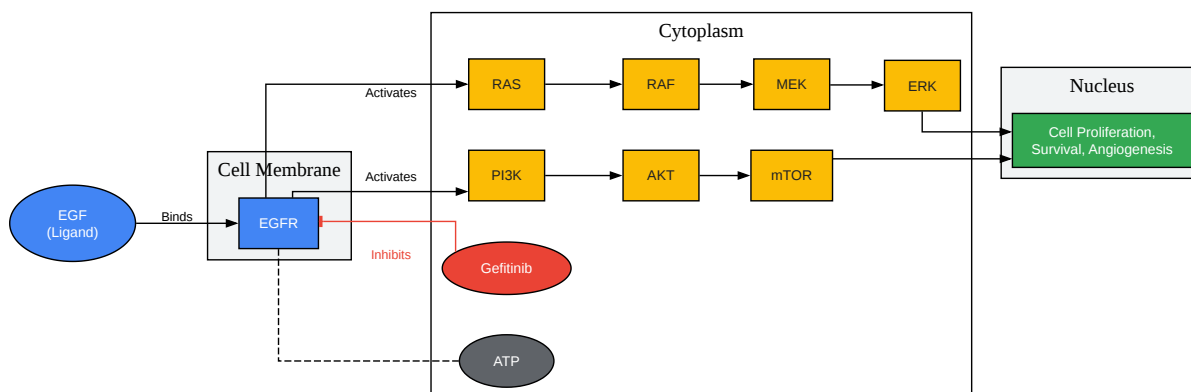 Cytoplasm
RAS
RAF
MEK
ERK
Activates
Nucleus
Cell Proliferation,
Survival, Angiogenesis
Cell Membrane
PI3K
AKT
mTOR
Activates
EGF
(Ligand)
Binds
EGFR
Inhibits
Gefitinib
ATP